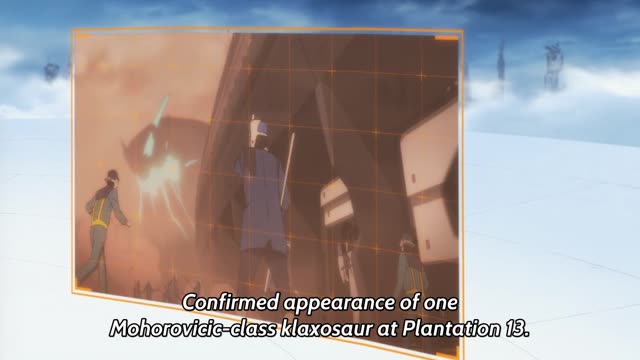 Confirmed appearance of one
Mohorovicic-class klaxosaur at Plantation 13.